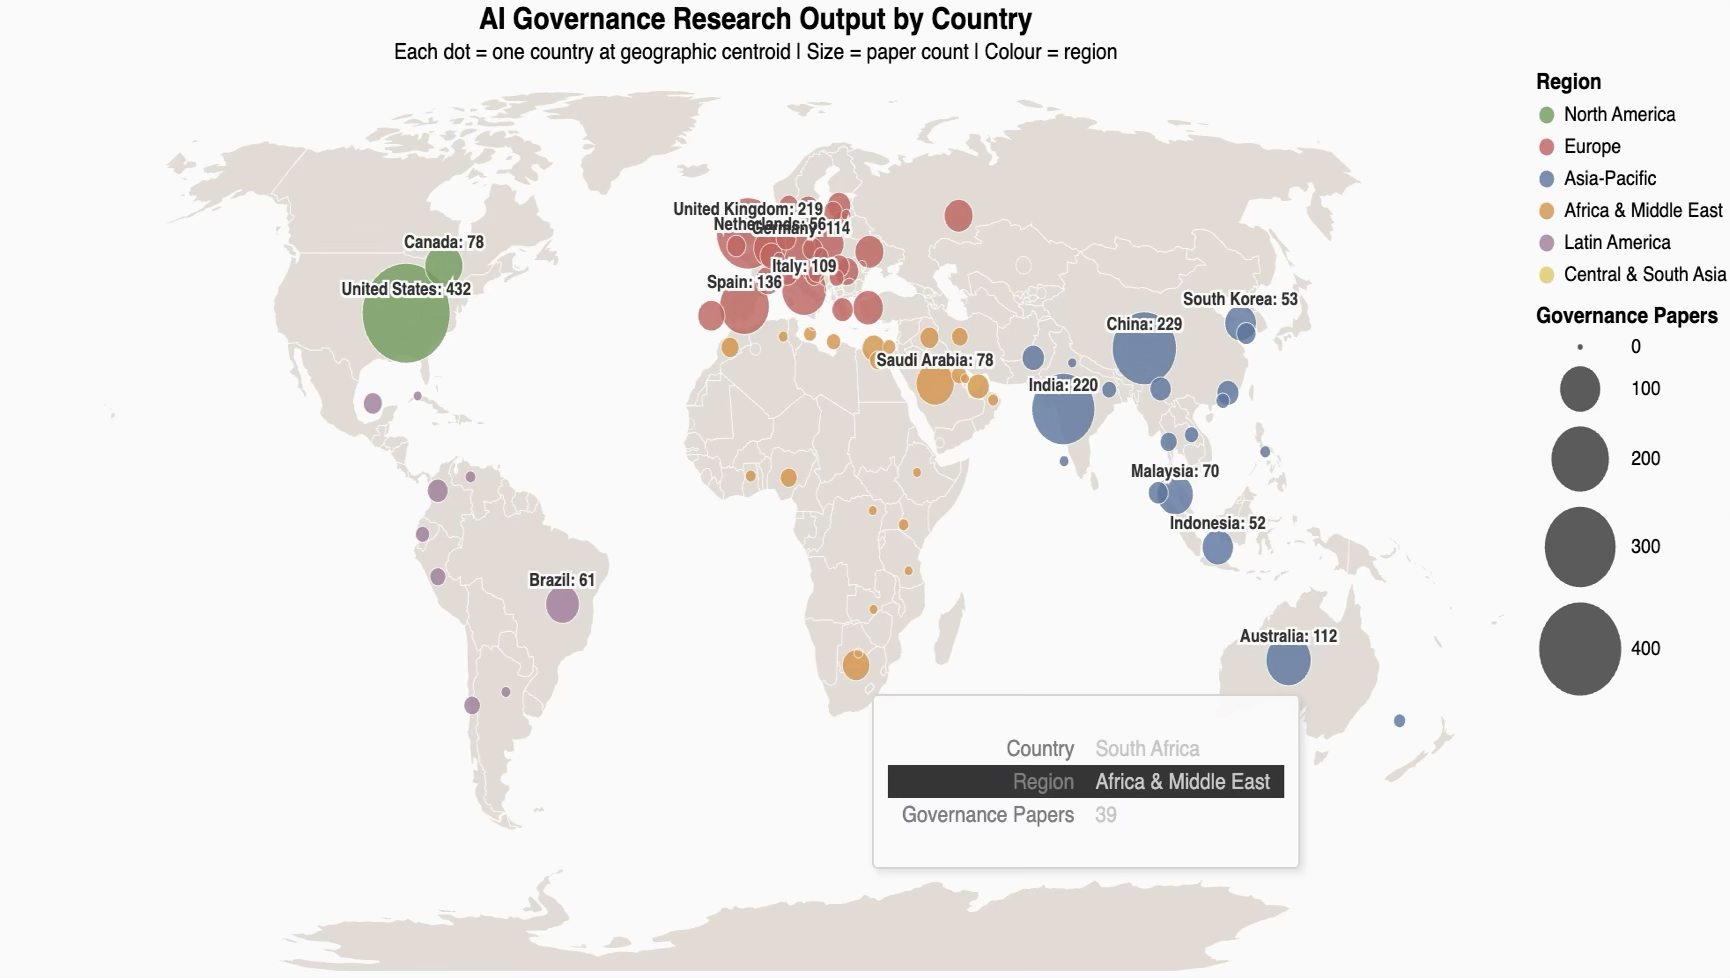 AI Governance Research Output by Country
Each dot = one country at geographic centroid | Size = paper count | Colour = region
Region
North America
Europe
Asia-Pacific
Africa & Middle East
Latin America
Central & South Asia
Governance Papers
0
100
200
300
400
United Kingdom: 219
Netherlands: 56
Germany: 114
Canada: 78
Italy: 109
Spain: 136
United States: 432
South Korea: 53
China: 229
Saudi Arabia: 78
India: 220
Malaysia: 70
Indonesia: 52
Brazil: 61
Australia: 112
Country South Africa
Region Africa & Middle East
Governance Papers 39